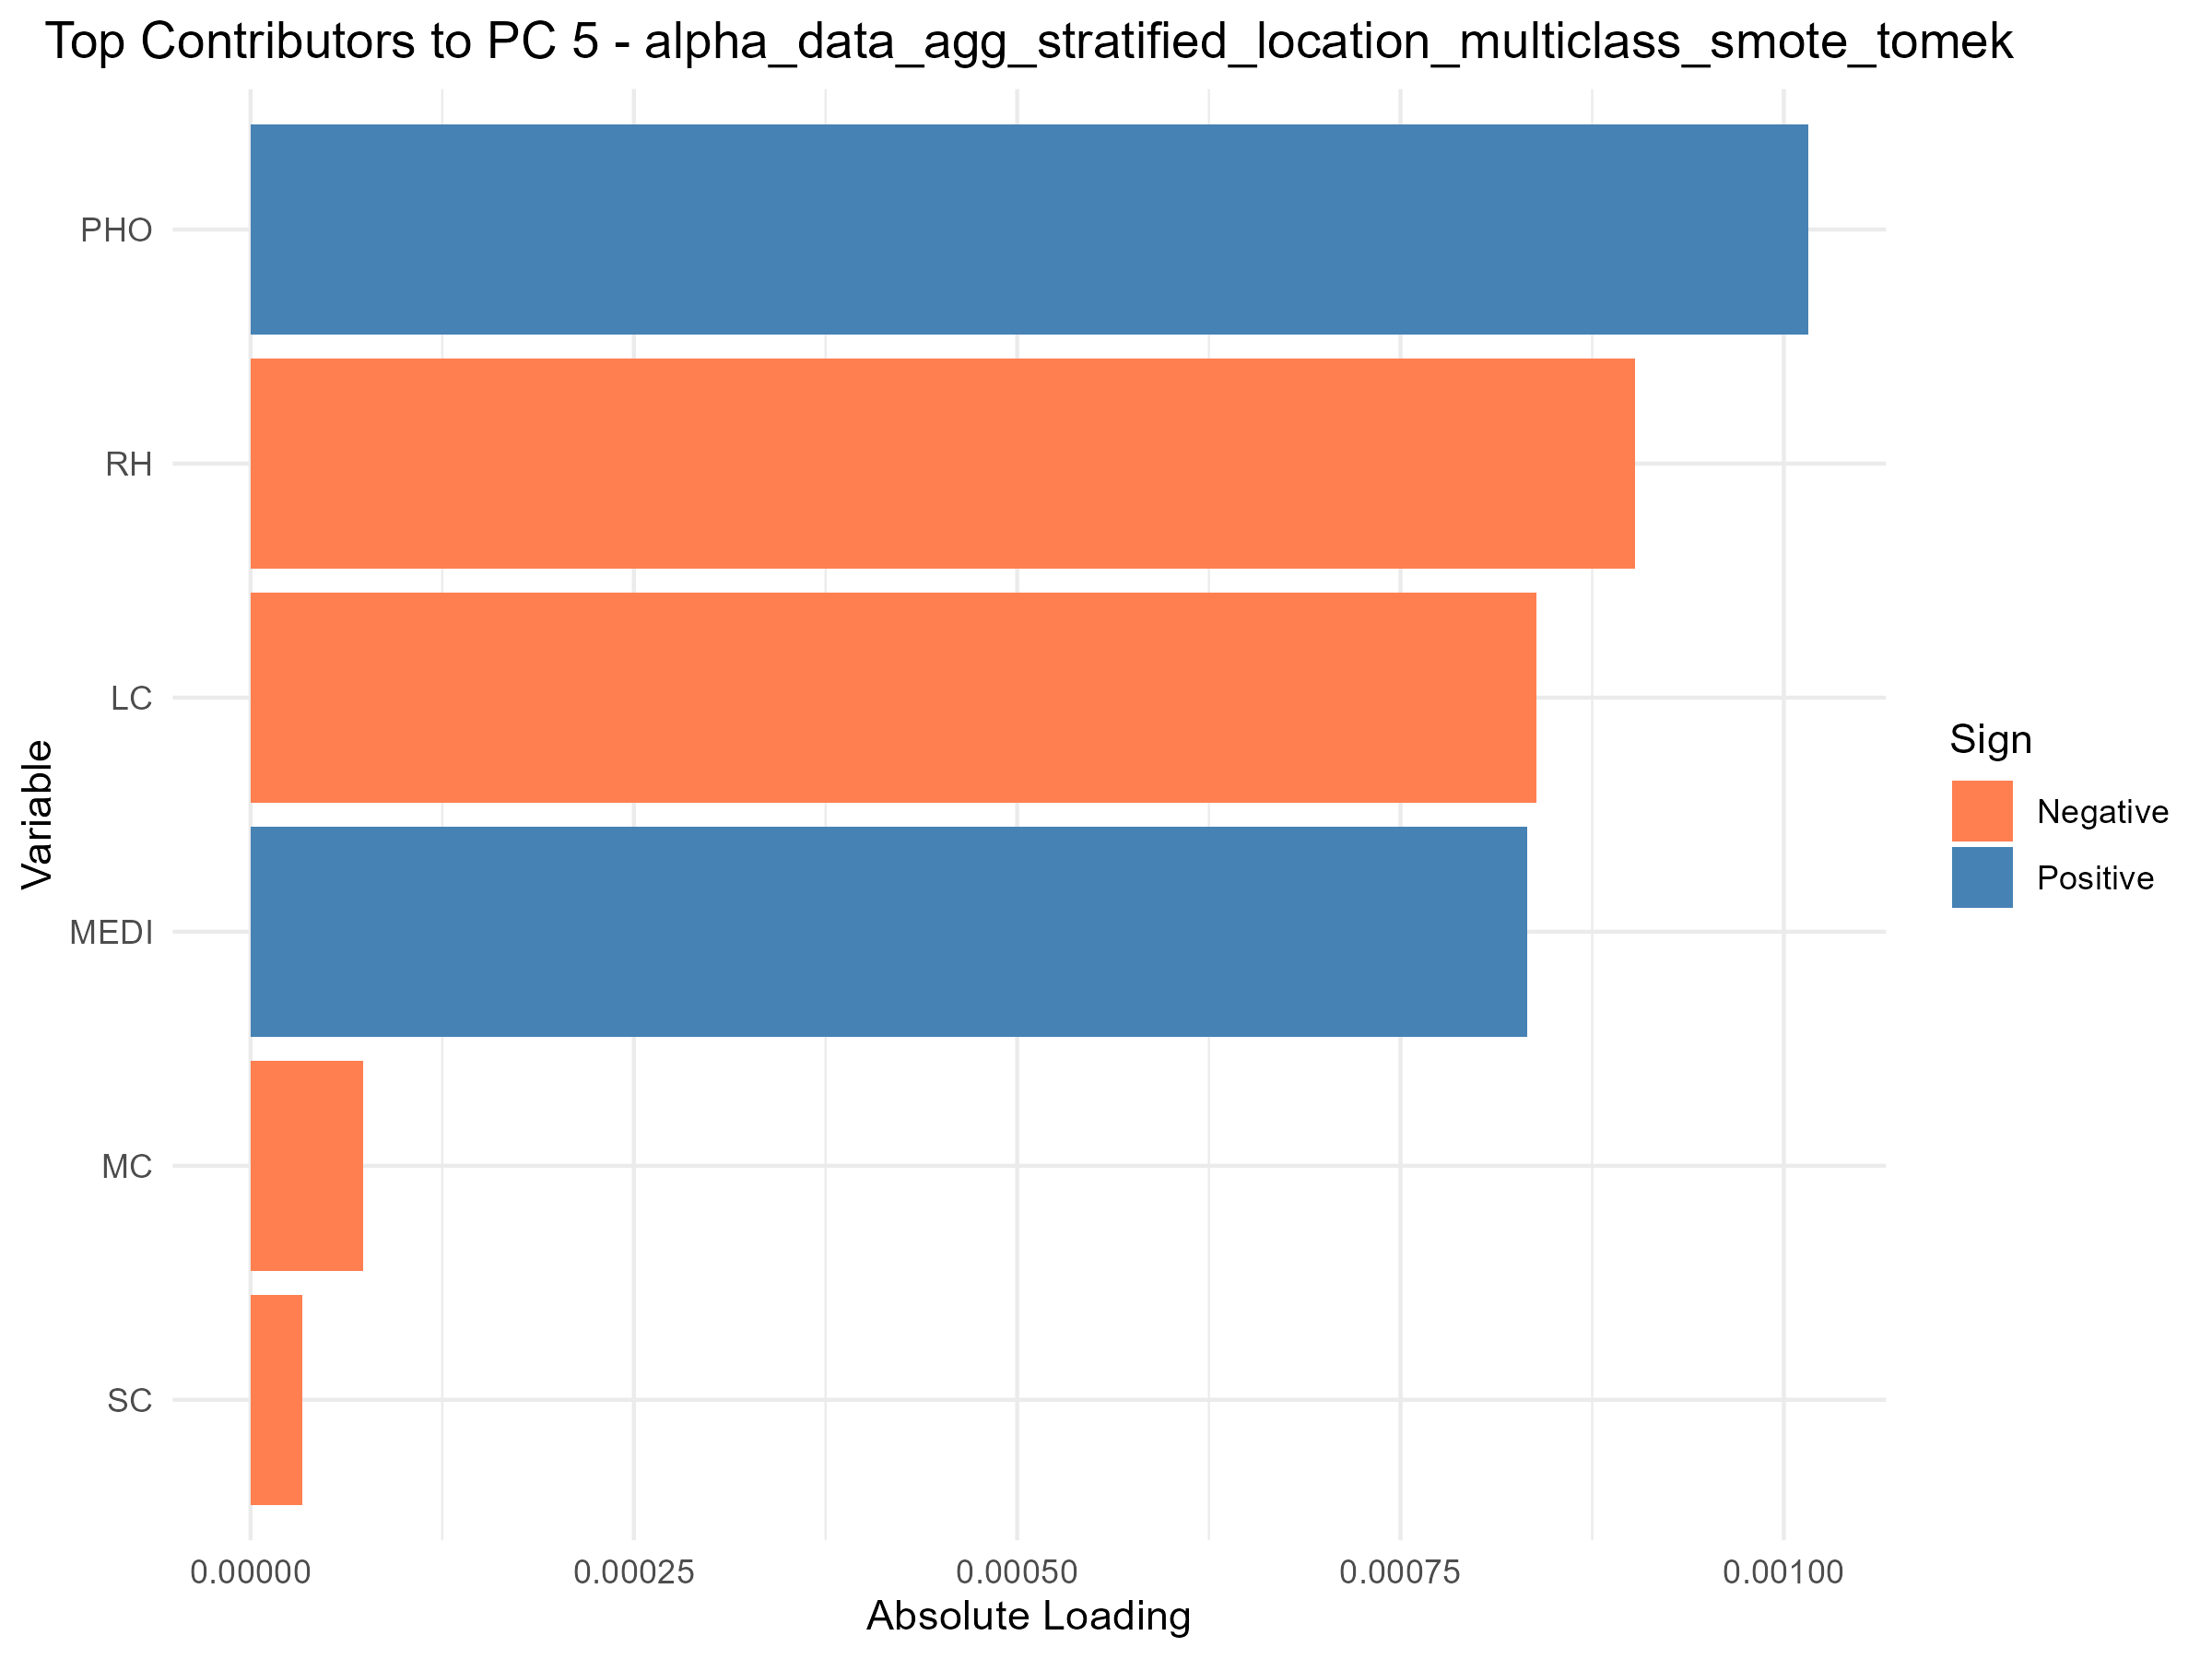 Top Contributors to PC 5 - alpha_data_agg_stratified_location_multiclass_smote_tomek
PHO
RH
LC
MEDI
MC
SC
Variable
0.00000
0.00025
0.00050
0.00075
0.00100
Absolute Loading
Sign
Negative
Positive